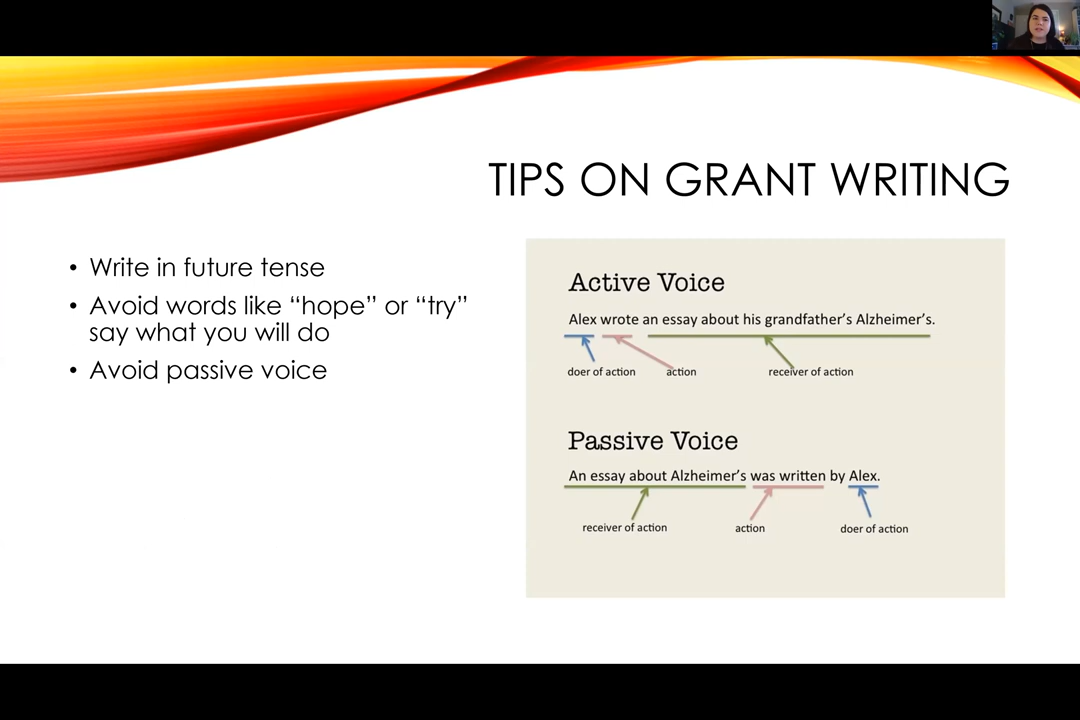 TIPS ON GRANT WRITING
• Write in future tense
• Avoid words like “hope” or “try”
say what you will do
• Avoid passive voice
Active Voice
Alex wrote an essay about his grandfather’s Alzheimer’s.
doer of action action receiver of action
Passive Voice
An essay about Alzheimer’s was written by Alex.
receiver of action action doer of action